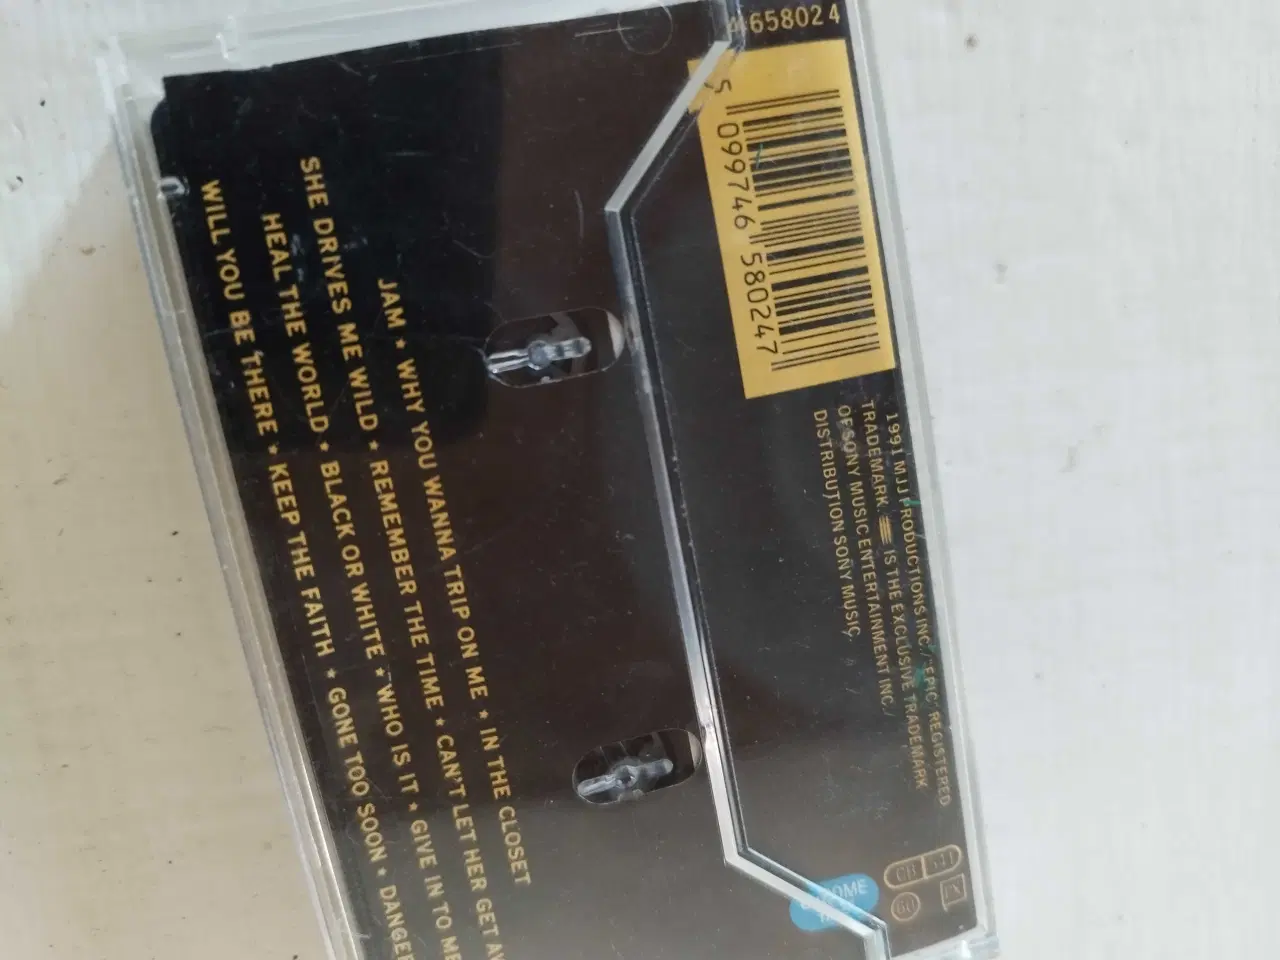 4658024
5 099746 580247
1991 MJJ PRODUCTIONS INC./"EPIC" REGISTERED
TRADEMARK IS THE EXCLUSIVE TRADEMARK
OF SONY MUSIC ENTERTAINMENT INC./
DISTRIBUTION SONY MUSIC
CB
60
JAM * WHY YOU WANNA TRIP ON ME * IN THE CLOSET
SHE DRIVES ME WILD * REMEMBER THE TIME * CAN'T LET HER GET AW
HEAL THE WORLD * BLACK OR WHITE * WHO IS IT * GIVE IN TO ME
WILL YOU BE THERE * KEEP THE FAITH * GONE TOO SOON * DANGER